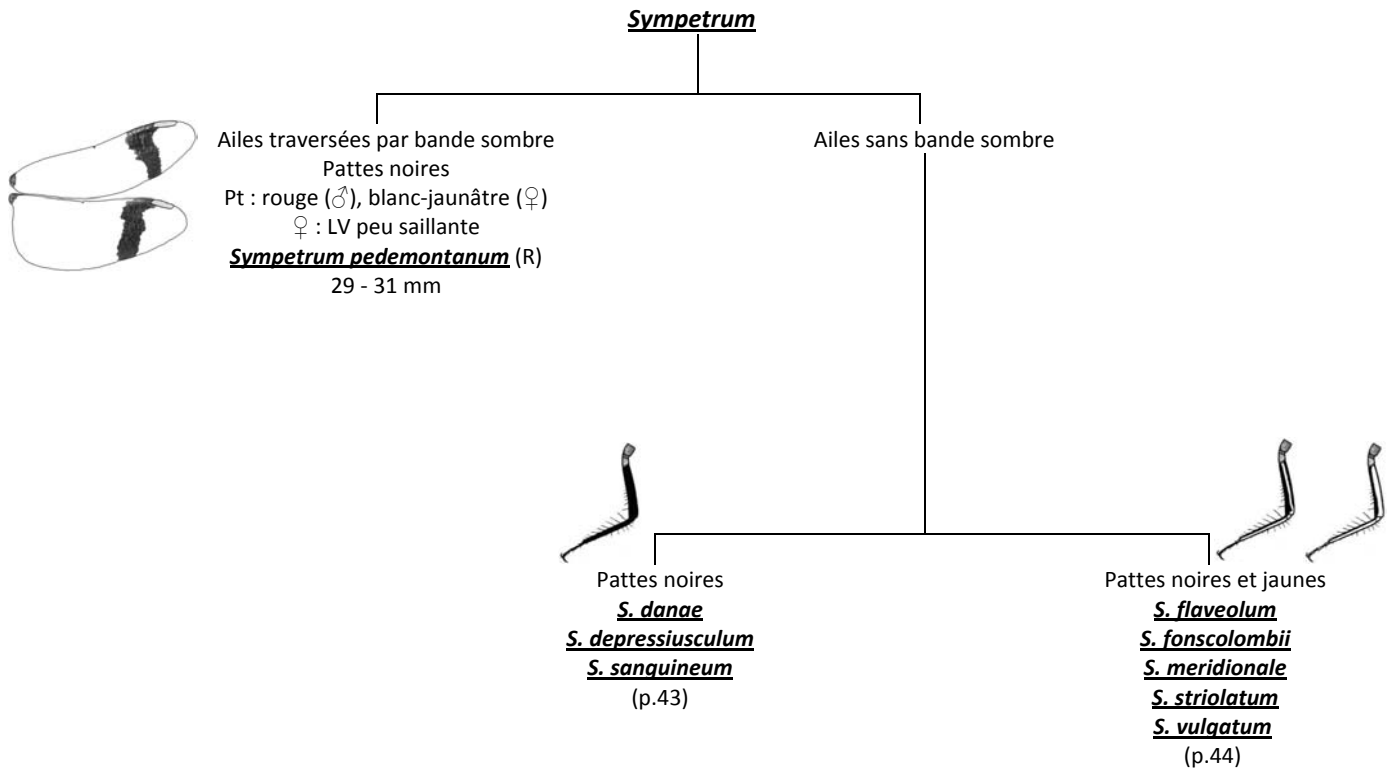 Sympetrum
Ailes traversées par bande sombre
Pattes noires
Pt : rouge (♂), blanc-jaunâtre (♀)
♀ : LV peu saillante
Sympetrum pedemontanum (R)
29 - 31 mm
Ailes sans bande sombre
Pattes noires
S. danae
S. depressiusculum
S. sanguineum
(p.43)
Pattes noires et jaunes
S. flaveolum
S. fonscolombii
S. meridionale
S. striolatum
S. vulgatum
(p.44)